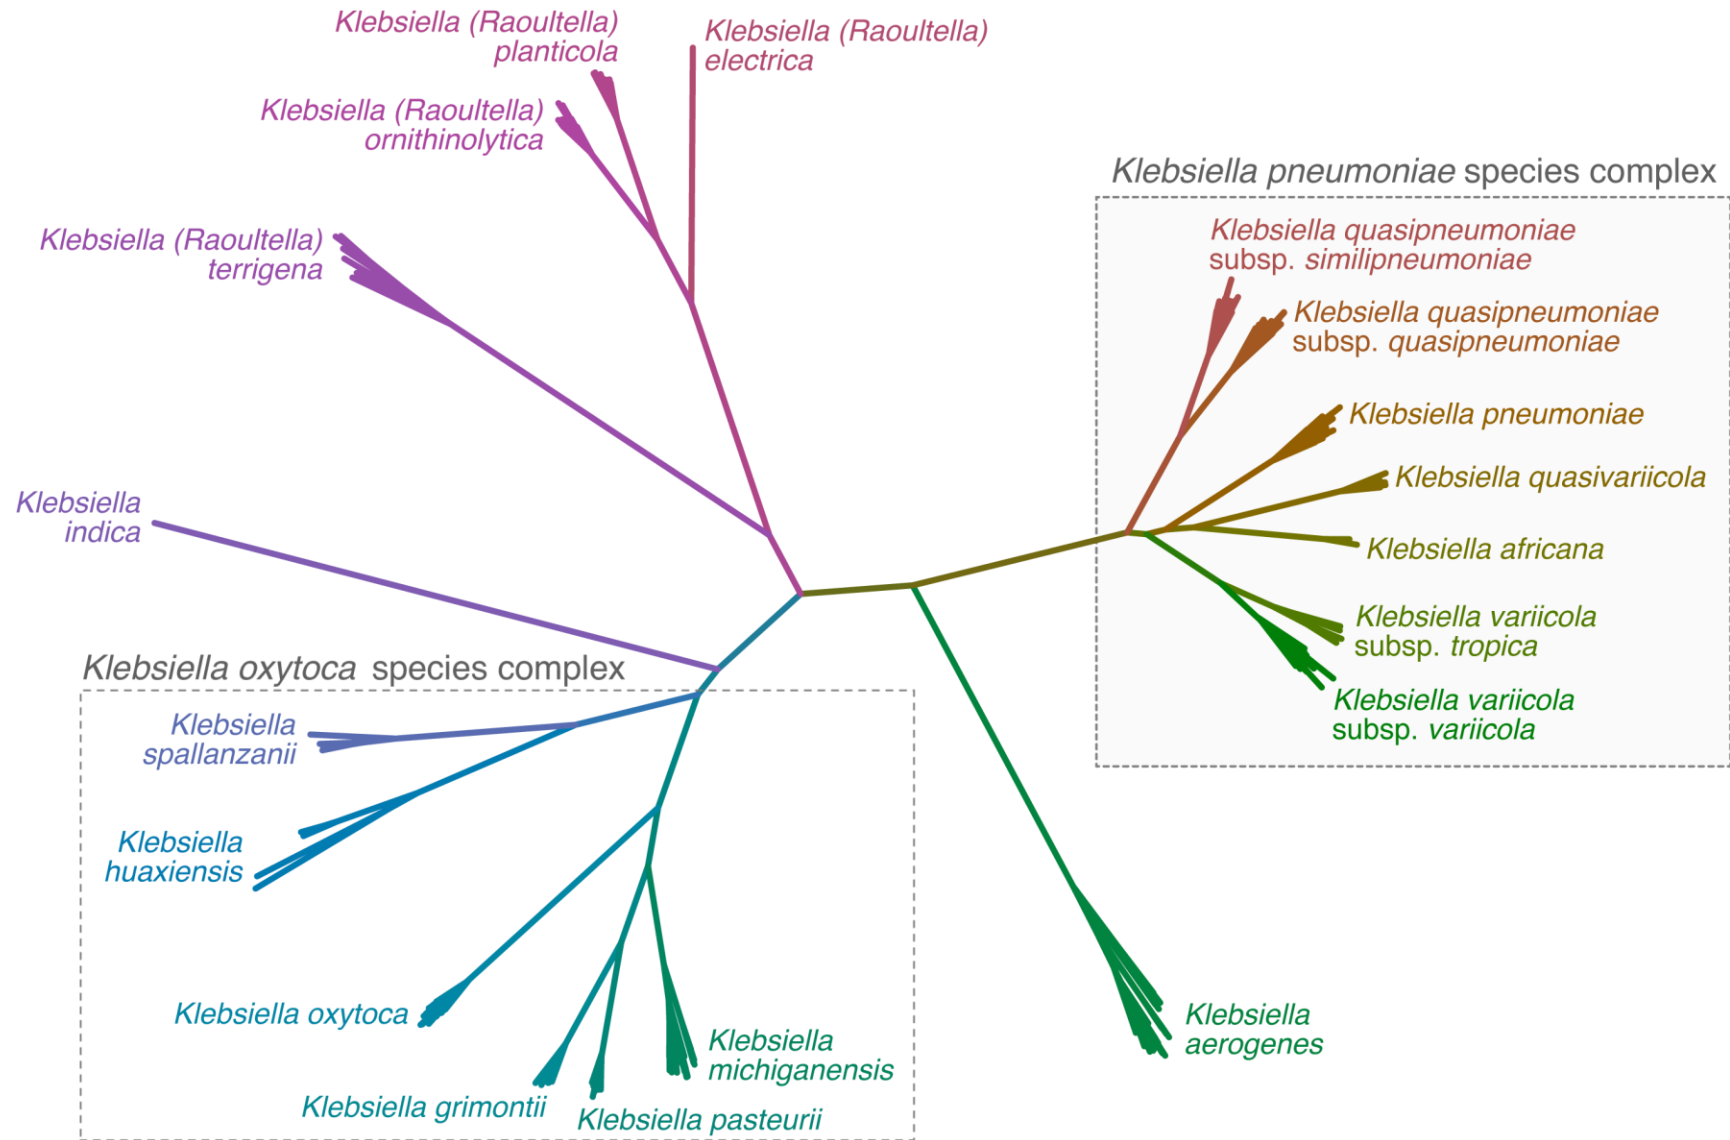 Klebsiella (Raoultella)
planticola
Klebsiella (Raoultella)
electrica
Klebsiella (Raoultella)
ornithinolytica
Klebsiella (Raoultella)
terrigena
Klebsiella
indica
Klebsiella pneumoniae species complex
Klebsiella quasipneumoniae
subsp. similipneumoniae
Klebsiella quasipneumoniae
subsp. quasipneumoniae
Klebsiella pneumoniae
Klebsiella quasivariicola
Klebsiella africana
Klebsiella variicola
subsp. tropica
Klebsiella variicola
subsp. variicola
Klebsiella oxytoca species complex
Klebsiella
spallanzanii
Klebsiella
huaxiensis
Klebsiella oxytoca
Klebsiella grimontii
Klebsiella pasteurii
Klebsiella
michiganensis
Klebsiella
aerogenes